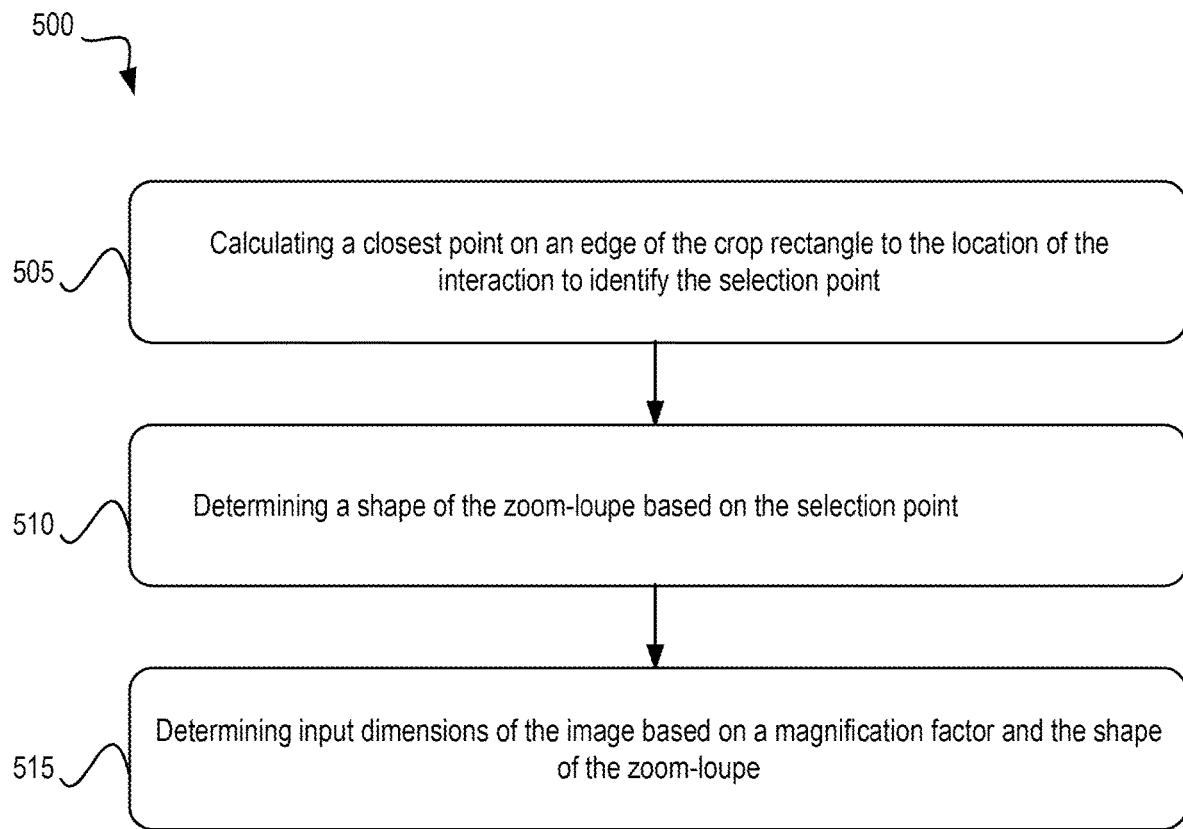 500
505
Calculating a closest point on an edge of the crop rectangle to the location of the
interaction to identify the selection point
510
Determining a shape of the zoom-loupe based on the selection point
515
Determining input dimensions of the image based on a magnification factor and the shape
of the zoom-loupe